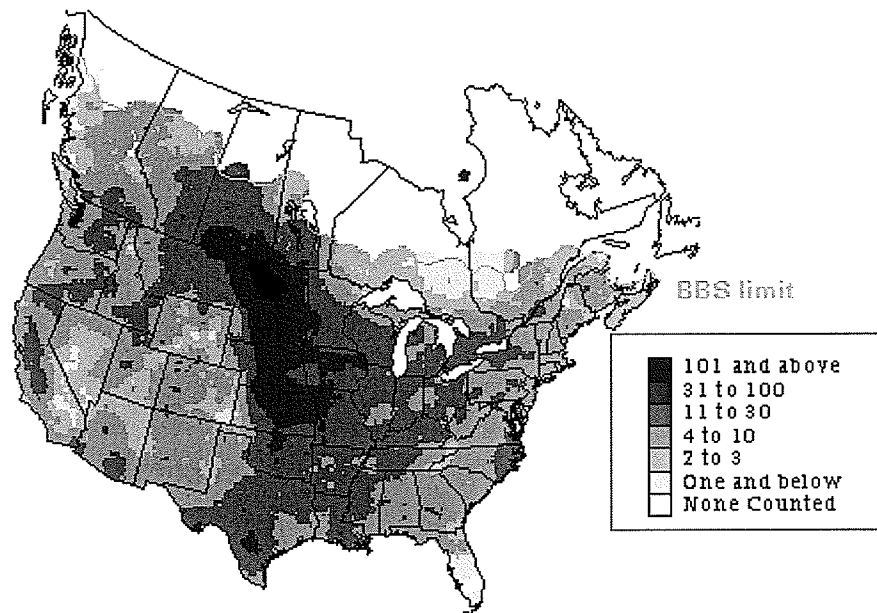 BBS limit
101 and above
31 to 100
11 to 30
4 to 10
2 to 3
One and below
None Counted